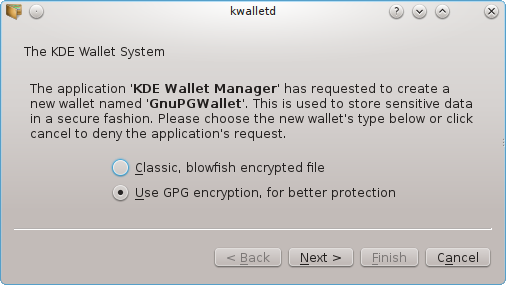 kwalletd
The KDE Wallet System
The application 'KDE Wallet Manager' has requested to create a
new wallet named 'GnuPGWallet'. This is used to store sensitive data
in a secure fashion. Please choose the new wallet's type below or click
cancel to deny the application's request.
Classic, blowfish encrypted file
Use GPG encryption, for better protection
< Back Next > Finish Cancel